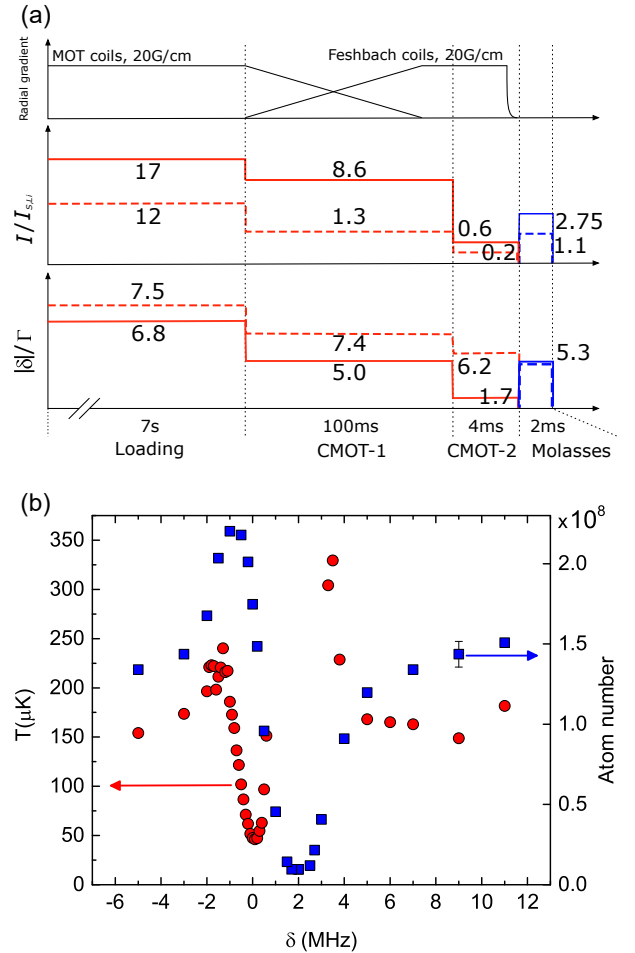 (a)
MOT coils, 20G/cm
Feshbach coils, 20G/cm
Radial gradient
17
8.6
12
1.3
0.6
0.2
2.75
1.1
I/I_{s,Li}
7.5
6.8
7.4
5.0
6.2
1.7
5.3
|δ|/Γ
7s
100ms
4ms
2ms
Loading
CMOT-1
CMOT-2
Molasses
(b)
×10⁸
350
300
250
200
150
100
50
0
T(µK)
2.0
1.5
1.0
0.5
0.0
Atom number
-6 -4 -2 0 2 4 6 8 10 12
δ (MHz)